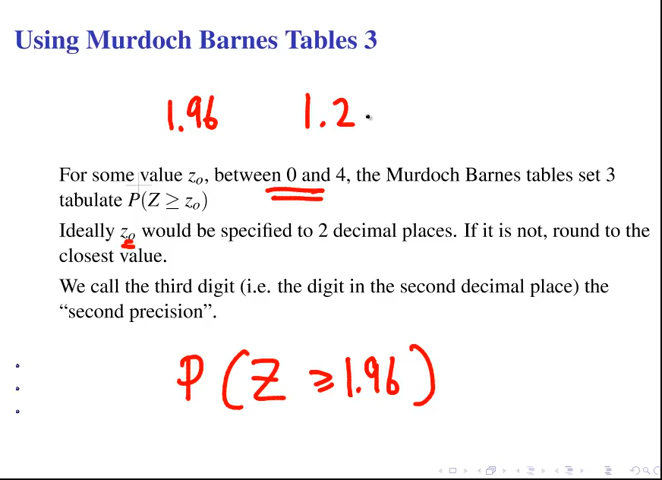 Using Murdoch Barnes Tables 3
1.96 1.2
For some value z₀, between 0 and 4, the Murdoch Barnes tables set 3
tabulate P(Z ≥ z₀)
Ideally z₀ would be specified to 2 decimal places. If it is not, round to the
closest value.
We call the third digit (i.e. the digit in the second decimal place) the
“second precision”.
P(Z ≥ 1.96)